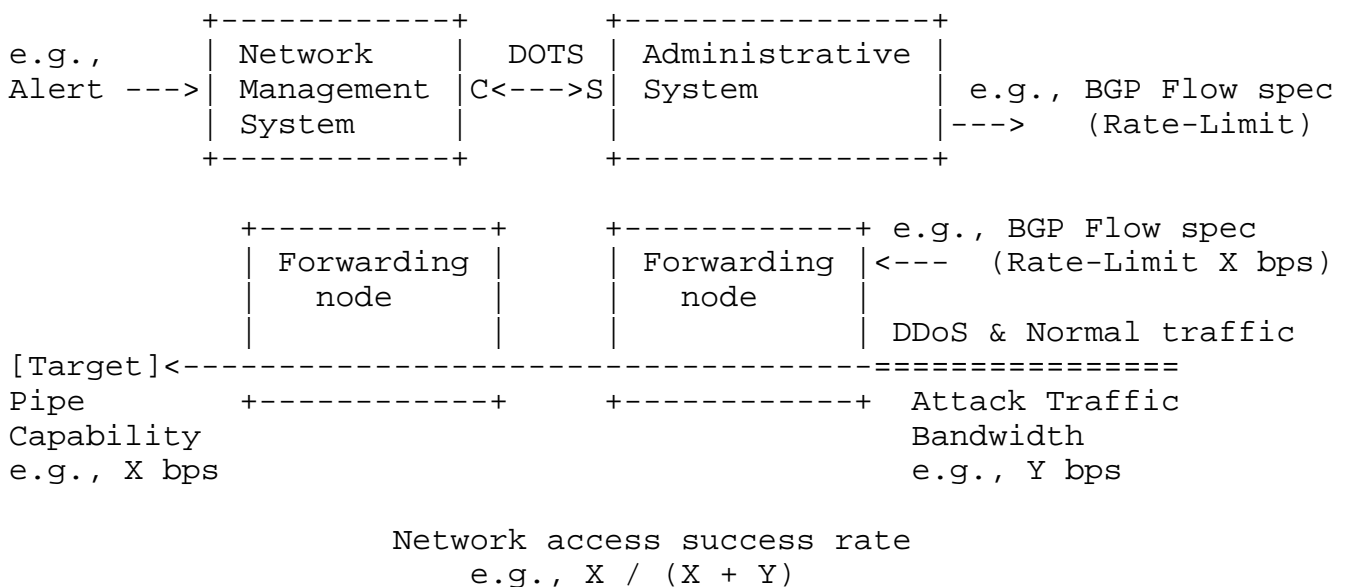 +------------+       +----------------+
e.g.,     | Network    |  DOTS | Administrative |
Alert --->| Management |C<--->S| System         | e.g., BGP Flow spec
          | System     |       |                |--->   (Rate-Limit)
          +------------+       +----------------+

            +------------+     +------------+ e.g., BGP Flow spec
            | Forwarding |     | Forwarding |<---  (Rate-Limit X bps)
            |   node     |     |   node     |
            |            |     |            | DDoS & Normal traffic
[Target]<------------------------------------================
Pipe        +------------+     +------------+  Attack Traffic
Capability                                     Bandwidth
e.g., X bps                                    e.g., Y bps

                    Network access success rate
                        e.g., X / (X + Y)